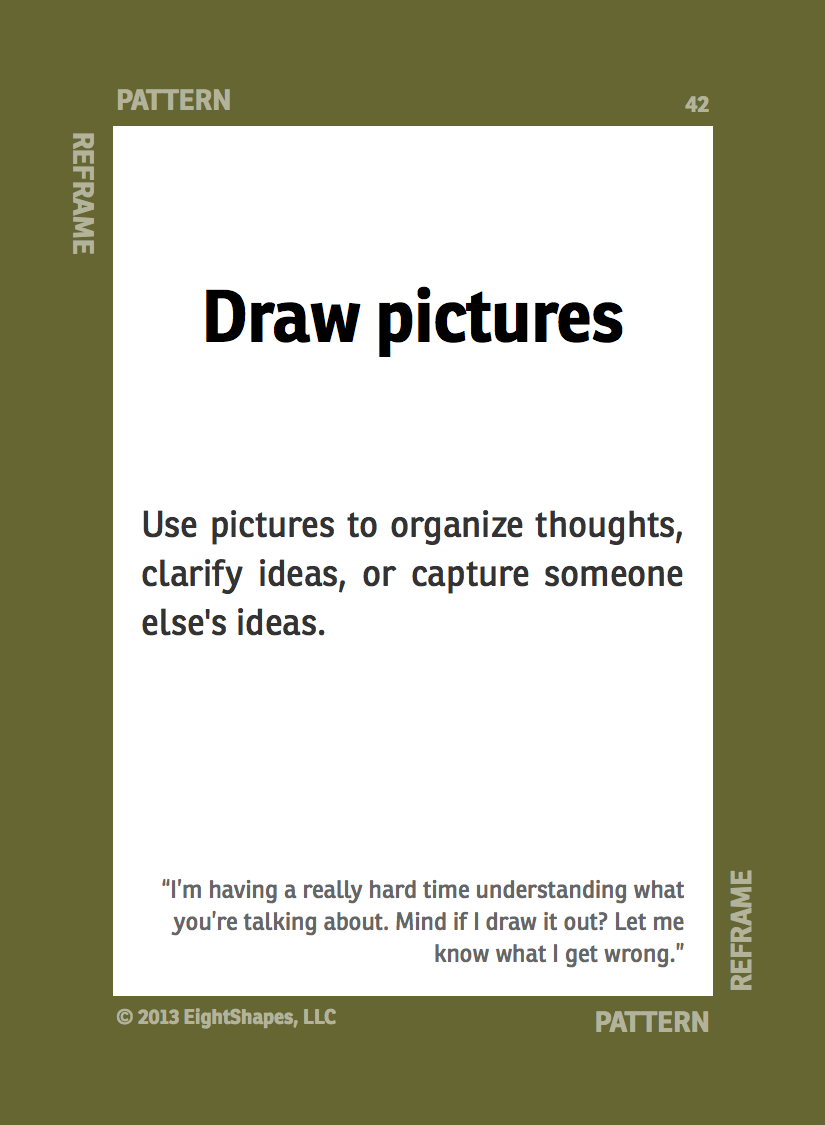 PATTERN
42
REFRAME
Draw pictures
Use pictures to organize thoughts,
clarify ideas, or capture someone
else's ideas.
“I’m having a really hard time understanding what
you’re talking about. Mind if I draw it out? Let me
know what I get wrong.”
REFRAME
© 2013 EightShapes, LLC
PATTERN